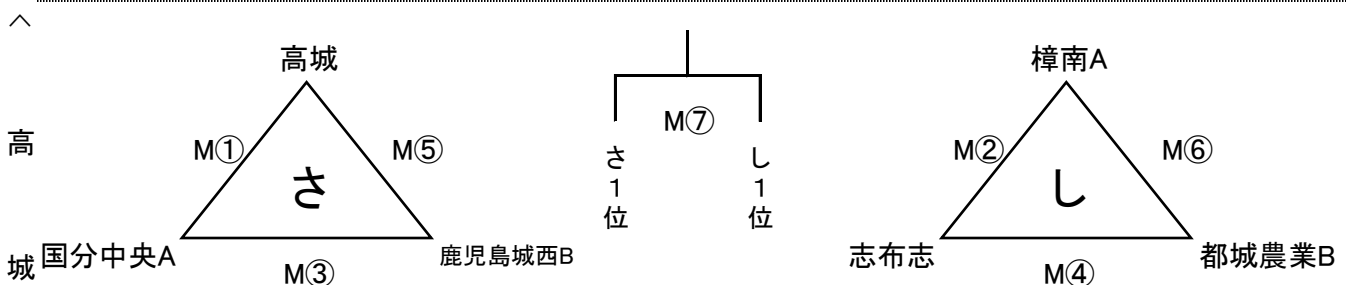 へ
高
城
高城
M①
M⑤
さ
国分中央A
鹿児島城西B
M③
M⑦
さ1位
し1位
樟南A
M②
M⑥
し
志布志
都城農業B
M④